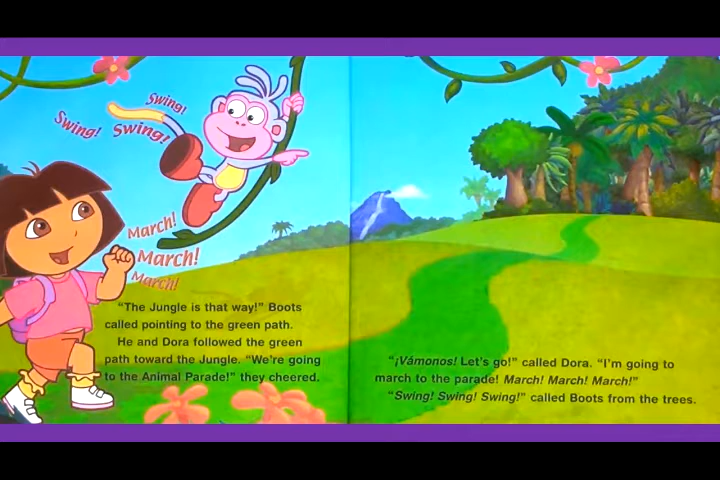 Swing!
Swing! Swing!
March!
March!
March!
“The Jungle is that way!” Boots
called pointing to the green path.
He and Dora followed the green
path toward the Jungle. “We're going
to the Animal Parade!” they cheered.
“¡Vámonos! Let's go!” called Dora. “I'm going to
march to the parade! March! March! March!”
“Swing! Swing! Swing!” called Boots from the trees.